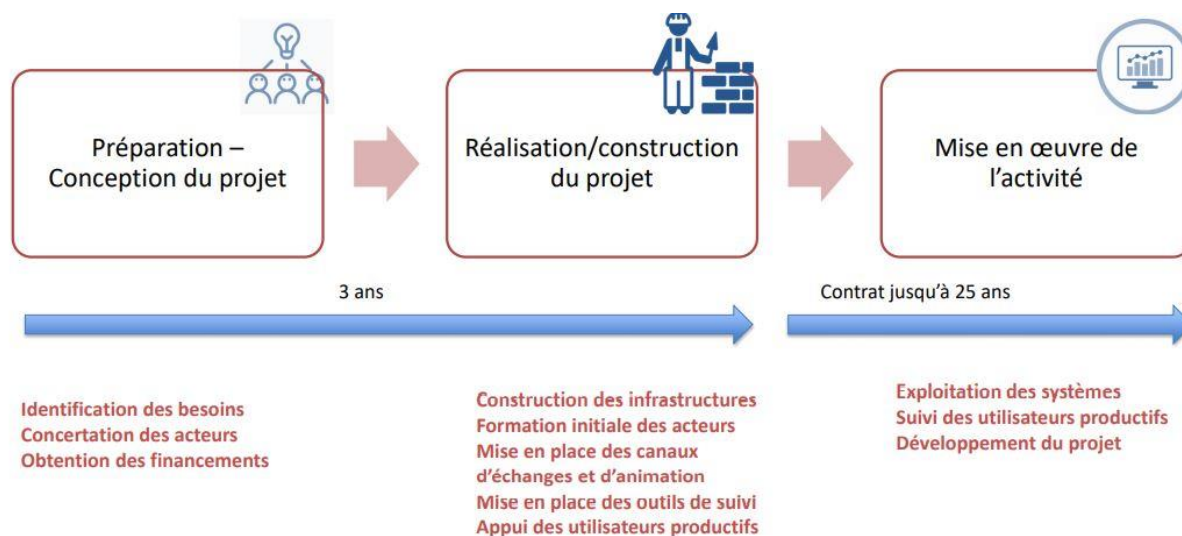 Préparation –
Conception du projet
Réalisation/construction
du projet
Mise en œuvre de
l’activité
3 ans
Contrat jusqu’à 25 ans
Identification des besoins
Concertation des acteurs
Obtention des financements
Construction des infrastructures
Formation initiale des acteurs
Mise en place des canaux
d’échanges et d’animation
Mise en place des outils de suivi
Appui des utilisateurs productifs
Exploitation des systèmes
Suivi des utilisateurs productifs
Développement du projet